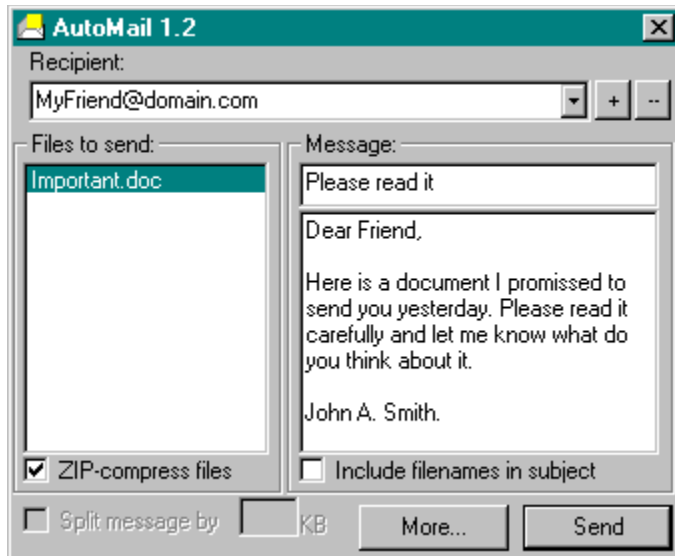 AutoMail 1.2
Recipient:
MyFriend@domain.com
+ --
Files to send:
Important.doc
ZIP-compress files
Message:
Please read it
Dear Friend,
Here is a document I promissed to
send you yesterday. Please read it
carefully and let me know what do
you think about it.
John A. Smith.
Include filenames in subject
Split message by KB
More...
Send